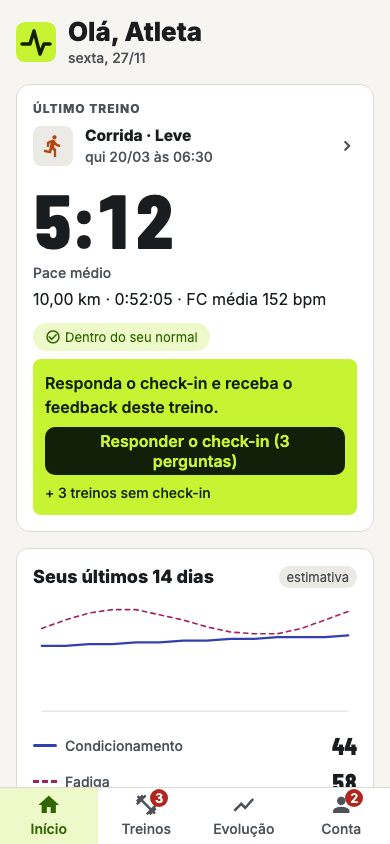 Olá, Atleta
sexta, 27/11
ÚLTIMO TREINO
Corrida · Leve
qui 20/03 às 06:30
5:12
Pace médio
10,00 km · 0:52:05 · FC média 152 bpm
Dentro do seu normal
Responda o check-in e receba o
feedback deste treino.
Responder o check-in (3
perguntas)
+ 3 treinos sem check-in
Seus últimos 14 dias
estimativa
Condicionamento
44
Fadiga
58
3
2
Início
Treinos
Evolução
Conta